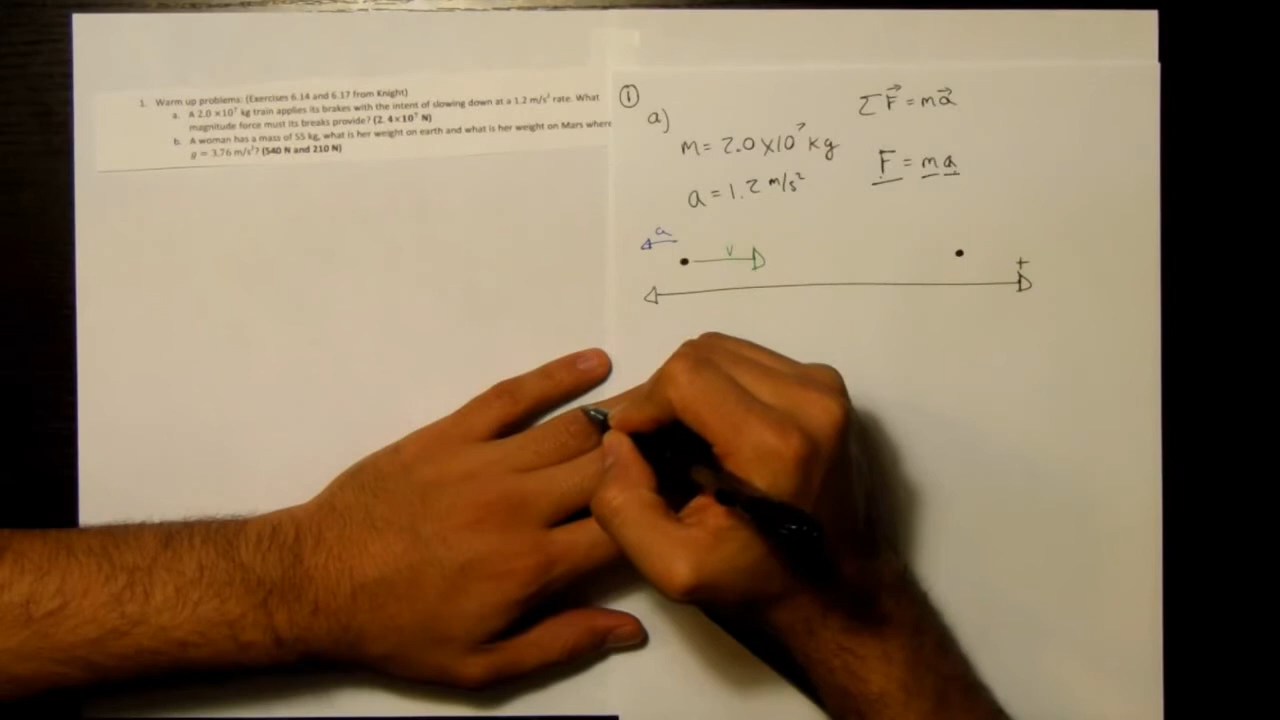 1. Warm up problems: (Exercises 6.14 and 6.17 from Knight)
a. A 2.0 ×10⁷ kg train applies its brakes with the intent of slowing down at a 1.2 m/s² rate. What
magnitude force must its breaks provide? (2.4×10⁷ N)
b. A woman has a mass of 55 kg, what is her weight on earth and what is her weight on Mars where
g = 3.76 m/s²? (540 N and 210 N)
①
a)
ΣF⃗ = ma⃗
m = 2.0 X10⁷ kg
F = ma
a = 1.2 m/s²
a
v
+